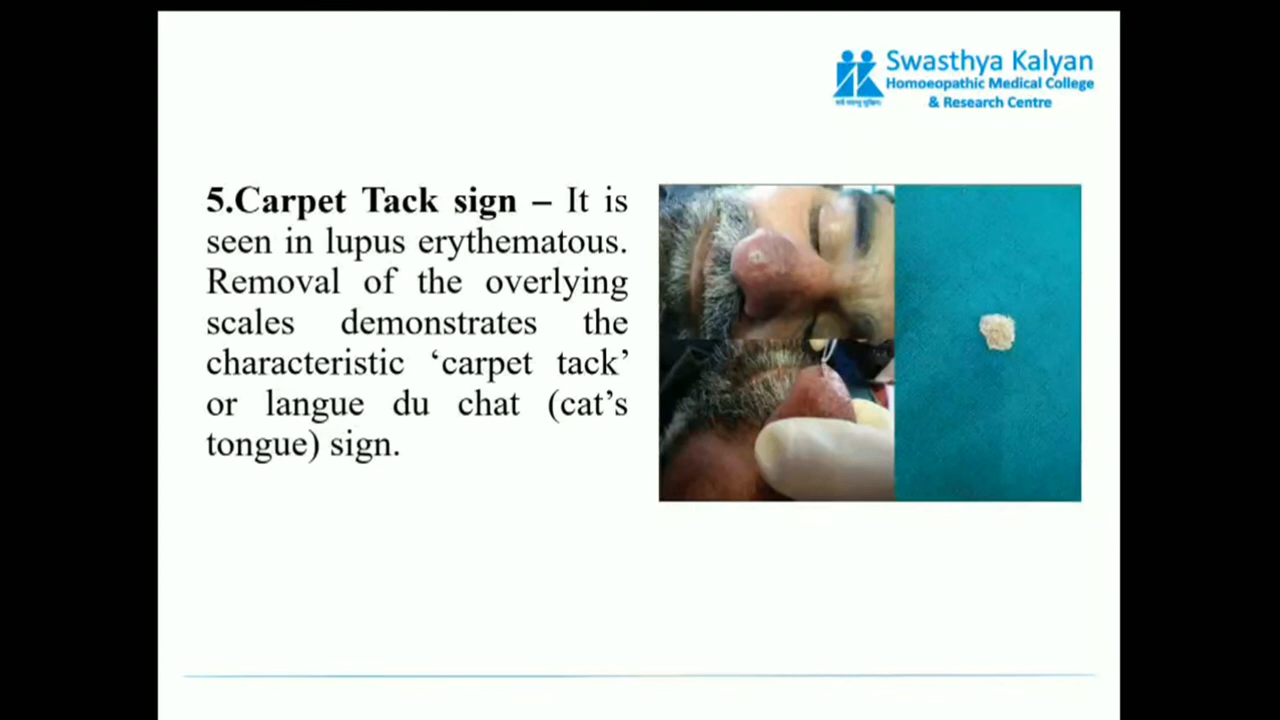 Swasthya Kalyan
Homoeopathic Medical College
& Research Centre
5.Carpet Tack sign – It is
seen in lupus erythematous.
Removal of the overlying
scales demonstrates the
characteristic ‘carpet tack’
or langue du chat (cat’s
tongue) sign.